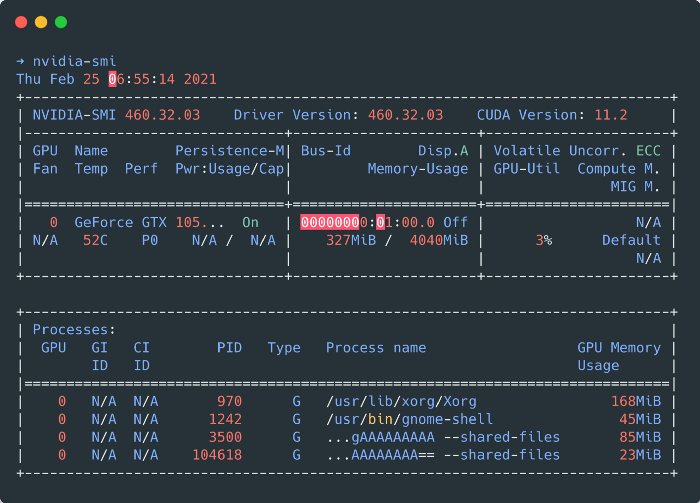 → nvidia-smi
Thu Feb 25 06:55:14 2021
+-----------------------------------------------------------------------------+
| NVIDIA-SMI 460.32.03    Driver Version: 460.32.03    CUDA Version: 11.2     |
|-------------------------------+----------------------+----------------------+
| GPU  Name        Persistence-M| Bus-Id        Disp.A | Volatile Uncorr. ECC |
| Fan  Temp  Perf  Pwr:Usage/Cap|         Memory-Usage | GPU-Util  Compute M. |
|                               |                      |               MIG M. |
|===============================+======================+======================|
|   0  GeForce GTX 105...  On   | 00000000:01:00.0 Off |                  N/A |
| N/A   52C    P0    N/A /  N/A |    327MiB /  4040MiB |      3%      Default |
|                               |                      |                  N/A |
+-------------------------------+----------------------+----------------------+
+-----------------------------------------------------------------------------+
| Processes:                                                                  |
|  GPU   GI   CI        PID   Type   Process name                  GPU Memory |
|        ID   ID                                                   Usage      |
|=============================================================================|
|    0   N/A  N/A       970      G   /usr/lib/xorg/Xorg                168MiB |
|    0   N/A  N/A      1242      G   /usr/bin/gnome-shell               45MiB |
|    0   N/A  N/A      3500      G   ...gAAAAAAAAA --shared-files       85MiB |
|    0   N/A  N/A    104618      G   ...AAAAAAAA== --shared-files       23MiB |
+-----------------------------------------------------------------------------+